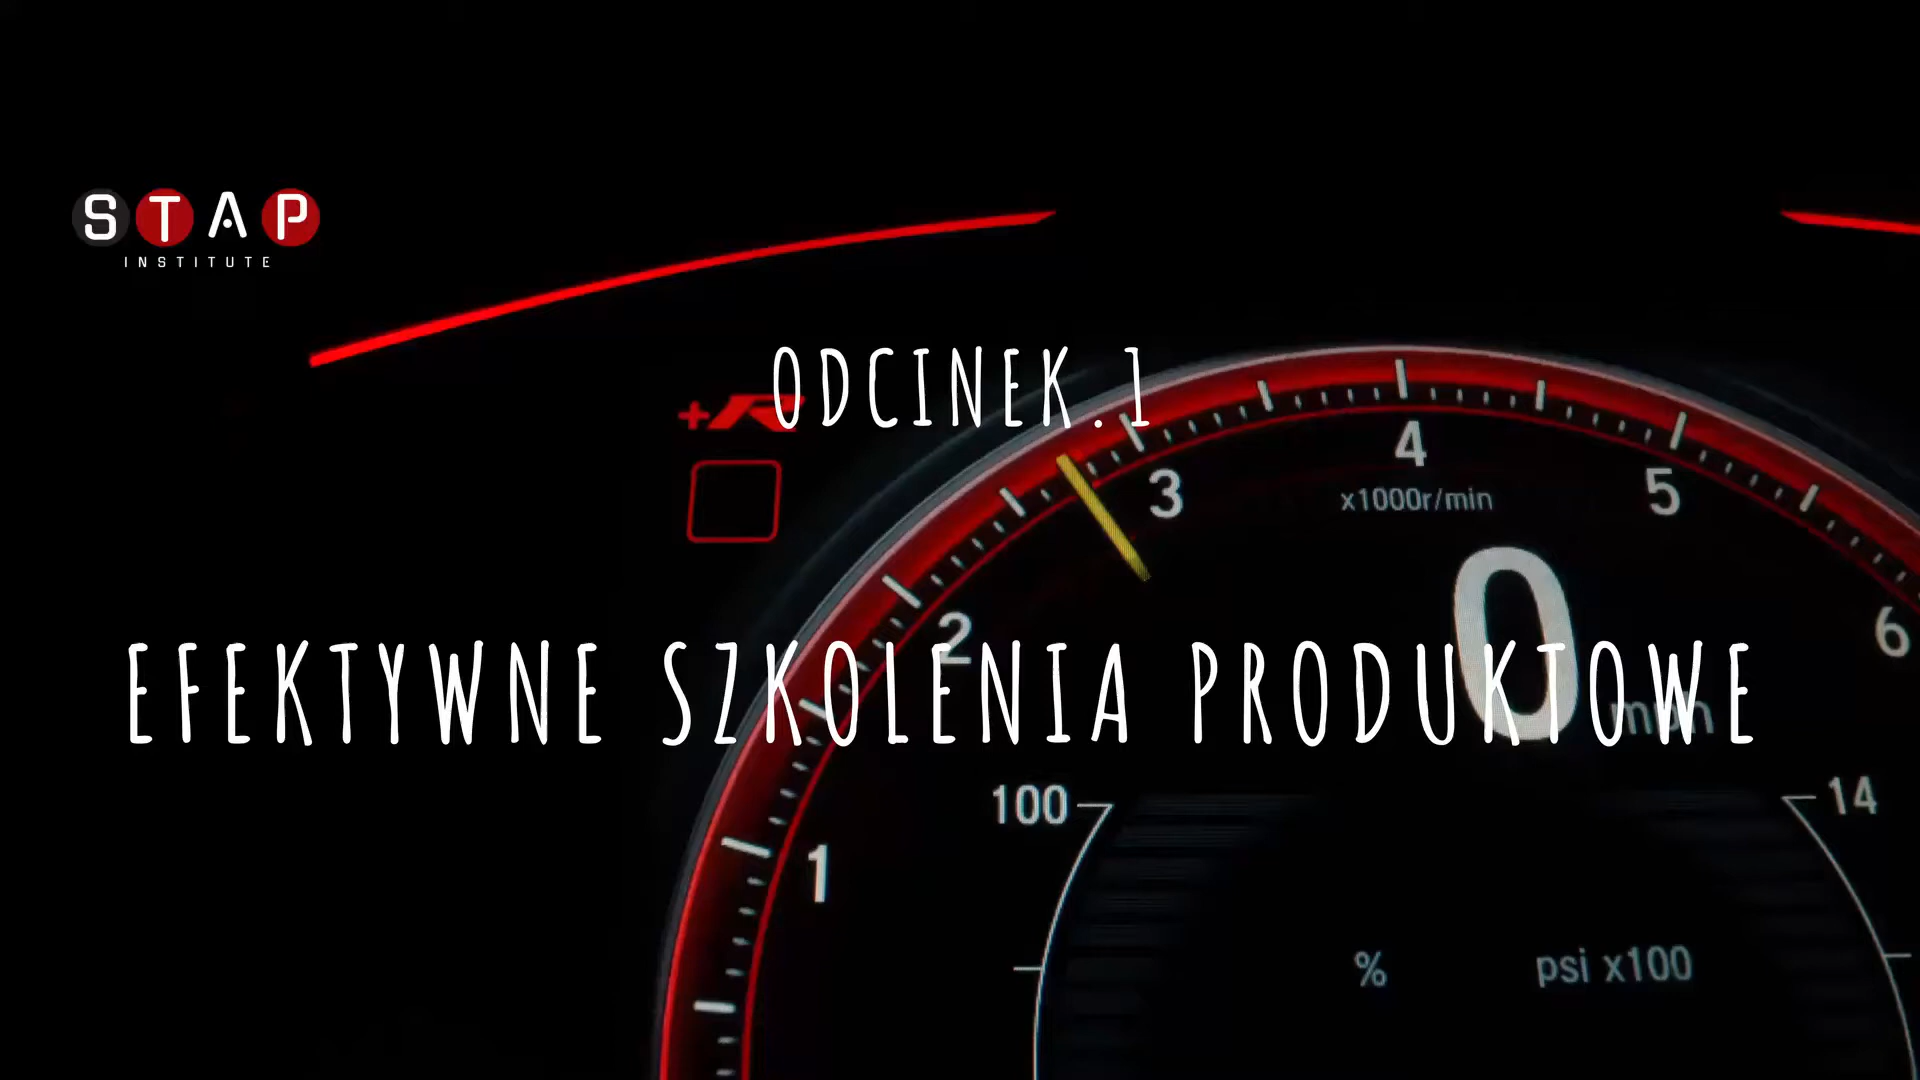 STAP
INSTITUTE
ODCINEK.1
+R
4
3
x1000r/min
5
2
0
6
EFEKTYWNE SZKOLENIA PRODUKTOWE
mph
100
14
1
%
psi x100